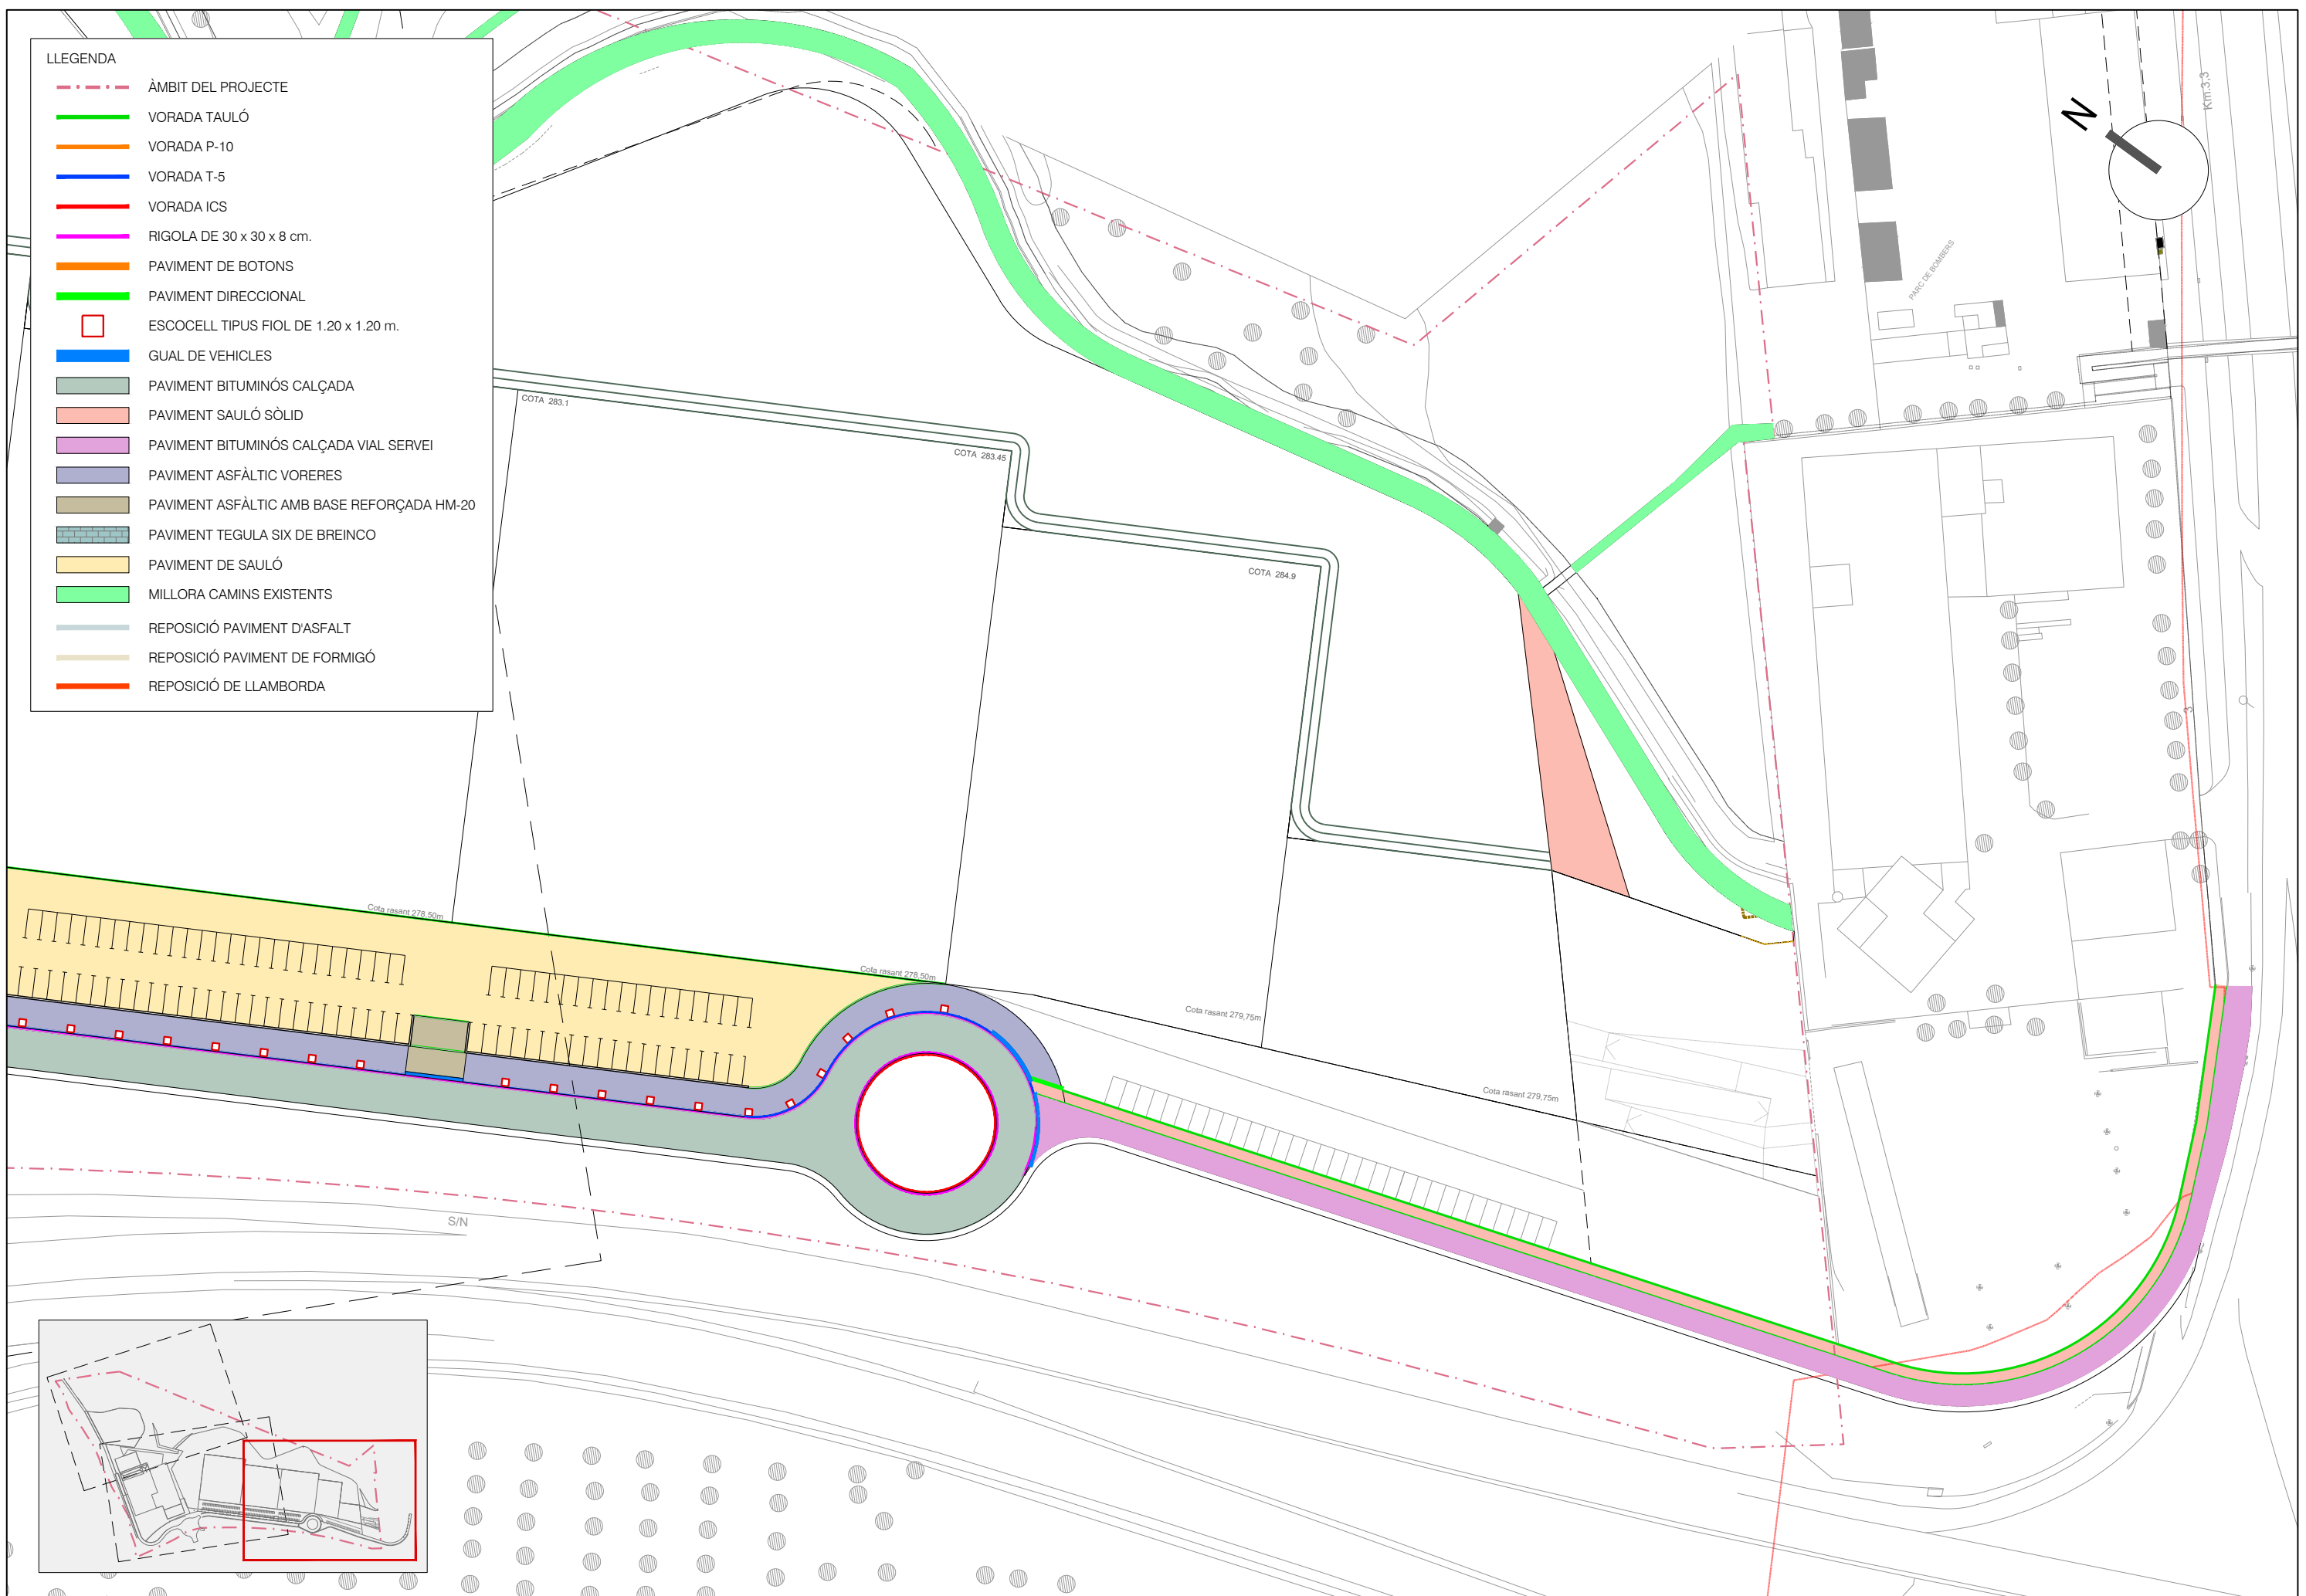 LLEGENDA
ÀMBIT DEL PROJECTE
VORADA TAULÓ
VORADA P-10
VORADA T-5
VORADA ICS
RIGOLA DE 30 x 30 x 8 cm.
PAVIMENT DE BOTONS
PAVIMENT DIRECCIONAL
ESCOCELL TIPUS FIOL DE 1.20 x 1.20 m.
GUAL DE VEHICLES
PAVIMENT BITUMINÓS CALÇADA
PAVIMENT SAULÓ SÒLID
PAVIMENT BITUMINÓS CALÇADA VIAL SERVEI
PAVIMENT ASFÀLTIC VORERES
PAVIMENT ASFÀLTIC AMB BASE REFORÇADA HM-20
PAVIMENT TEGULA SIX DE BREINCO
PAVIMENT DE SAULÓ
MILLORA CAMINS EXISTENTS
REPOSICIÓ PAVIMENT D'ASFALT
REPOSICIÓ PAVIMENT DE FORMIGÓ
REPOSICIÓ DE LLAMBORDA
N
Km.3,3
PARC DE BOMBERS
COTA 283.1
COTA 283.45
COTA 284.9
3
Cota rasant 278.50m
Cota rasant 278.50m
Cota rasant 279,75m
Cota rasant 279,75m
S/N